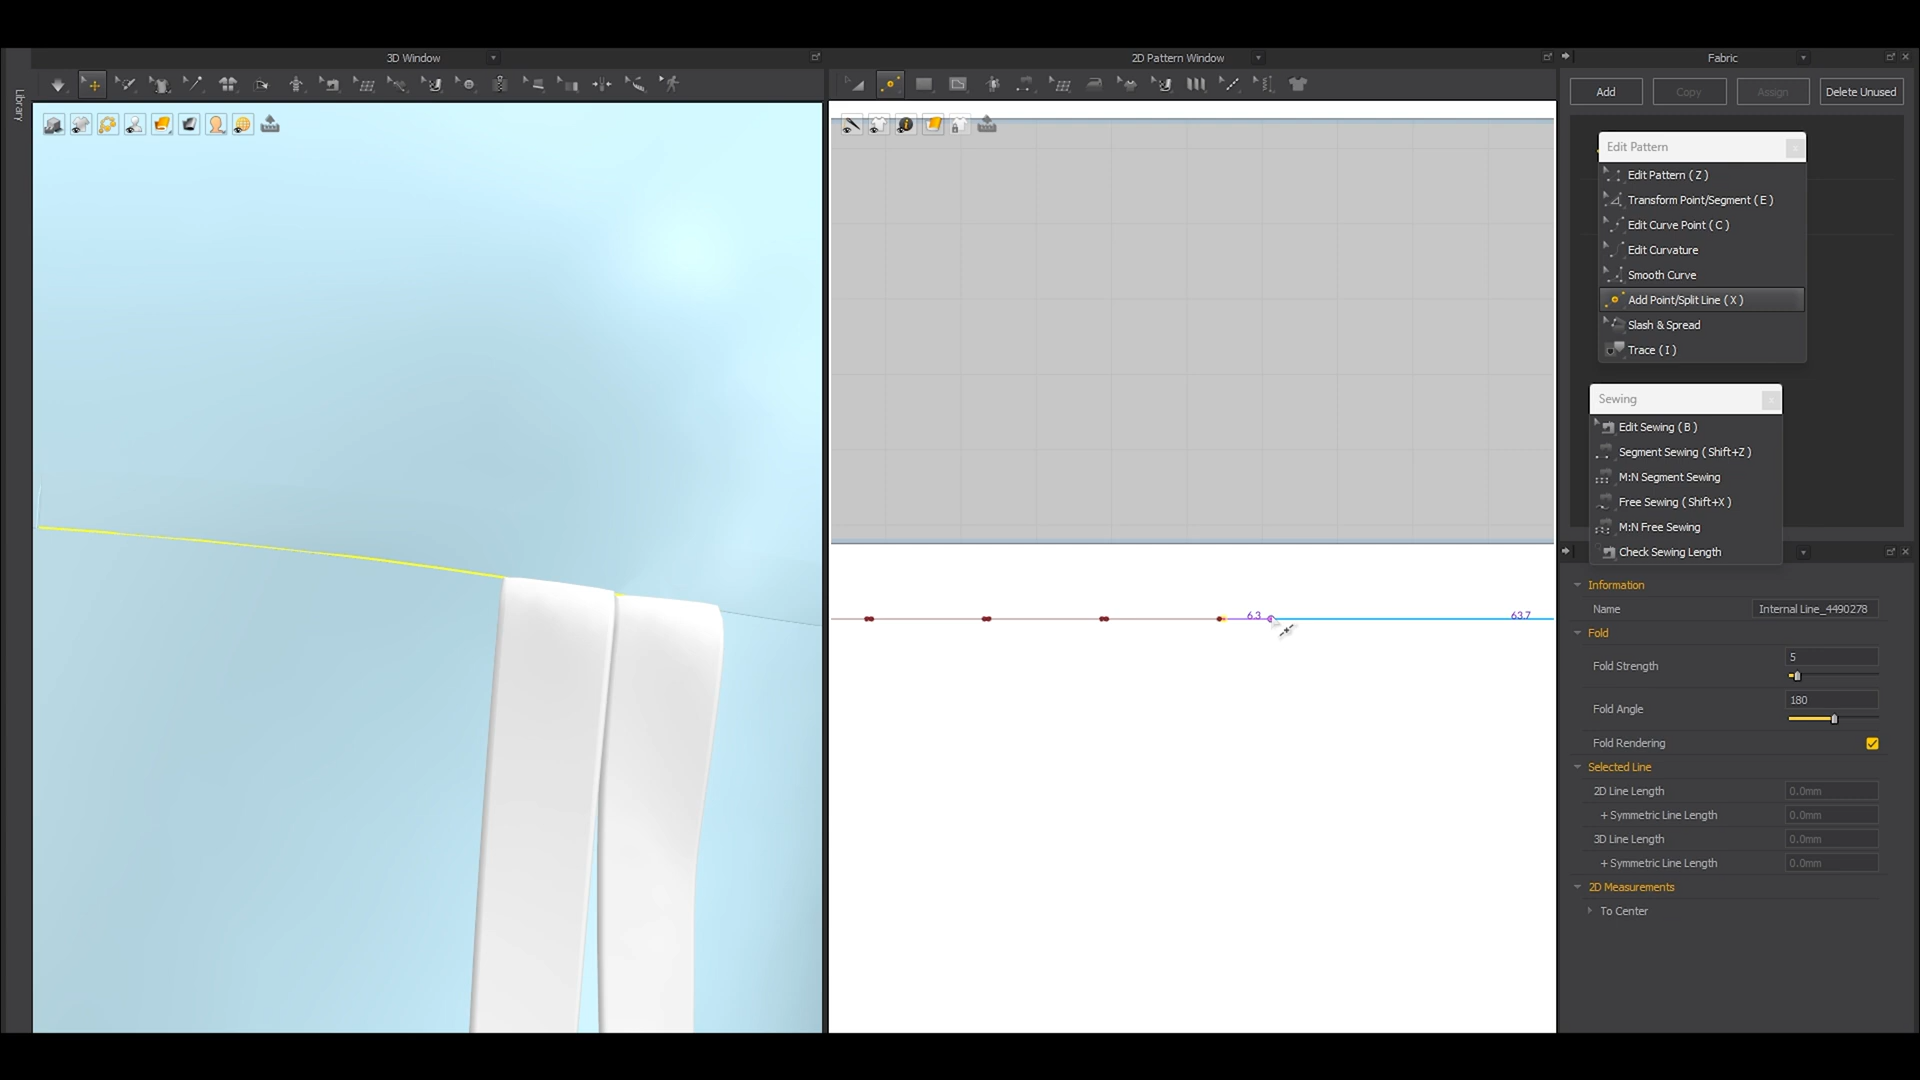 3D Window
2D Pattern Window
Fabric
Library
Add
Copy
Assign
Delete Unused
Edit Pattern
Edit Pattern ( Z )
Transform Point/Segment ( E )
Edit Curve Point ( C )
Edit Curvature
Smooth Curve
Add Point/Split Line ( X )
Slash & Spread
Trace ( I )
Sewing
Edit Sewing ( B )
Segment Sewing ( Shift+Z )
M:N Segment Sewing
Free Sewing ( Shift+X )
M:N Free Sewing
Check Sewing Length
6.3
63.7
Information
Name
Internal Line_4490278
Fold
Fold Strength
5
Fold Angle
180
Fold Rendering
Selected Line
2D Line Length
0.0mm
+ Symmetric Line Length
0.0mm
3D Line Length
0.0mm
+ Symmetric Line Length
0.0mm
2D Measurements
To Center